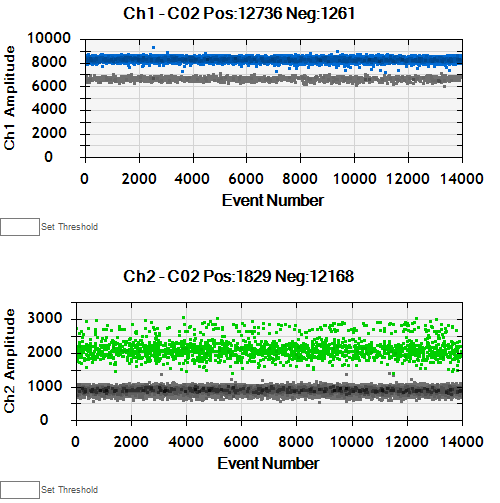 Ch1 - C02 Pos:12736 Neg:1261
10000
8000
6000
4000
2000
0
Ch1 Amplitude
0 2000 4000 6000 8000 10000 12000 14000
Event Number
Set Threshold
Ch2 - C02 Pos:1829 Neg:12168
3000
2000
1000
0
Ch2 Amplitude
0 2000 4000 6000 8000 10000 12000 14000
Event Number
Set Threshold